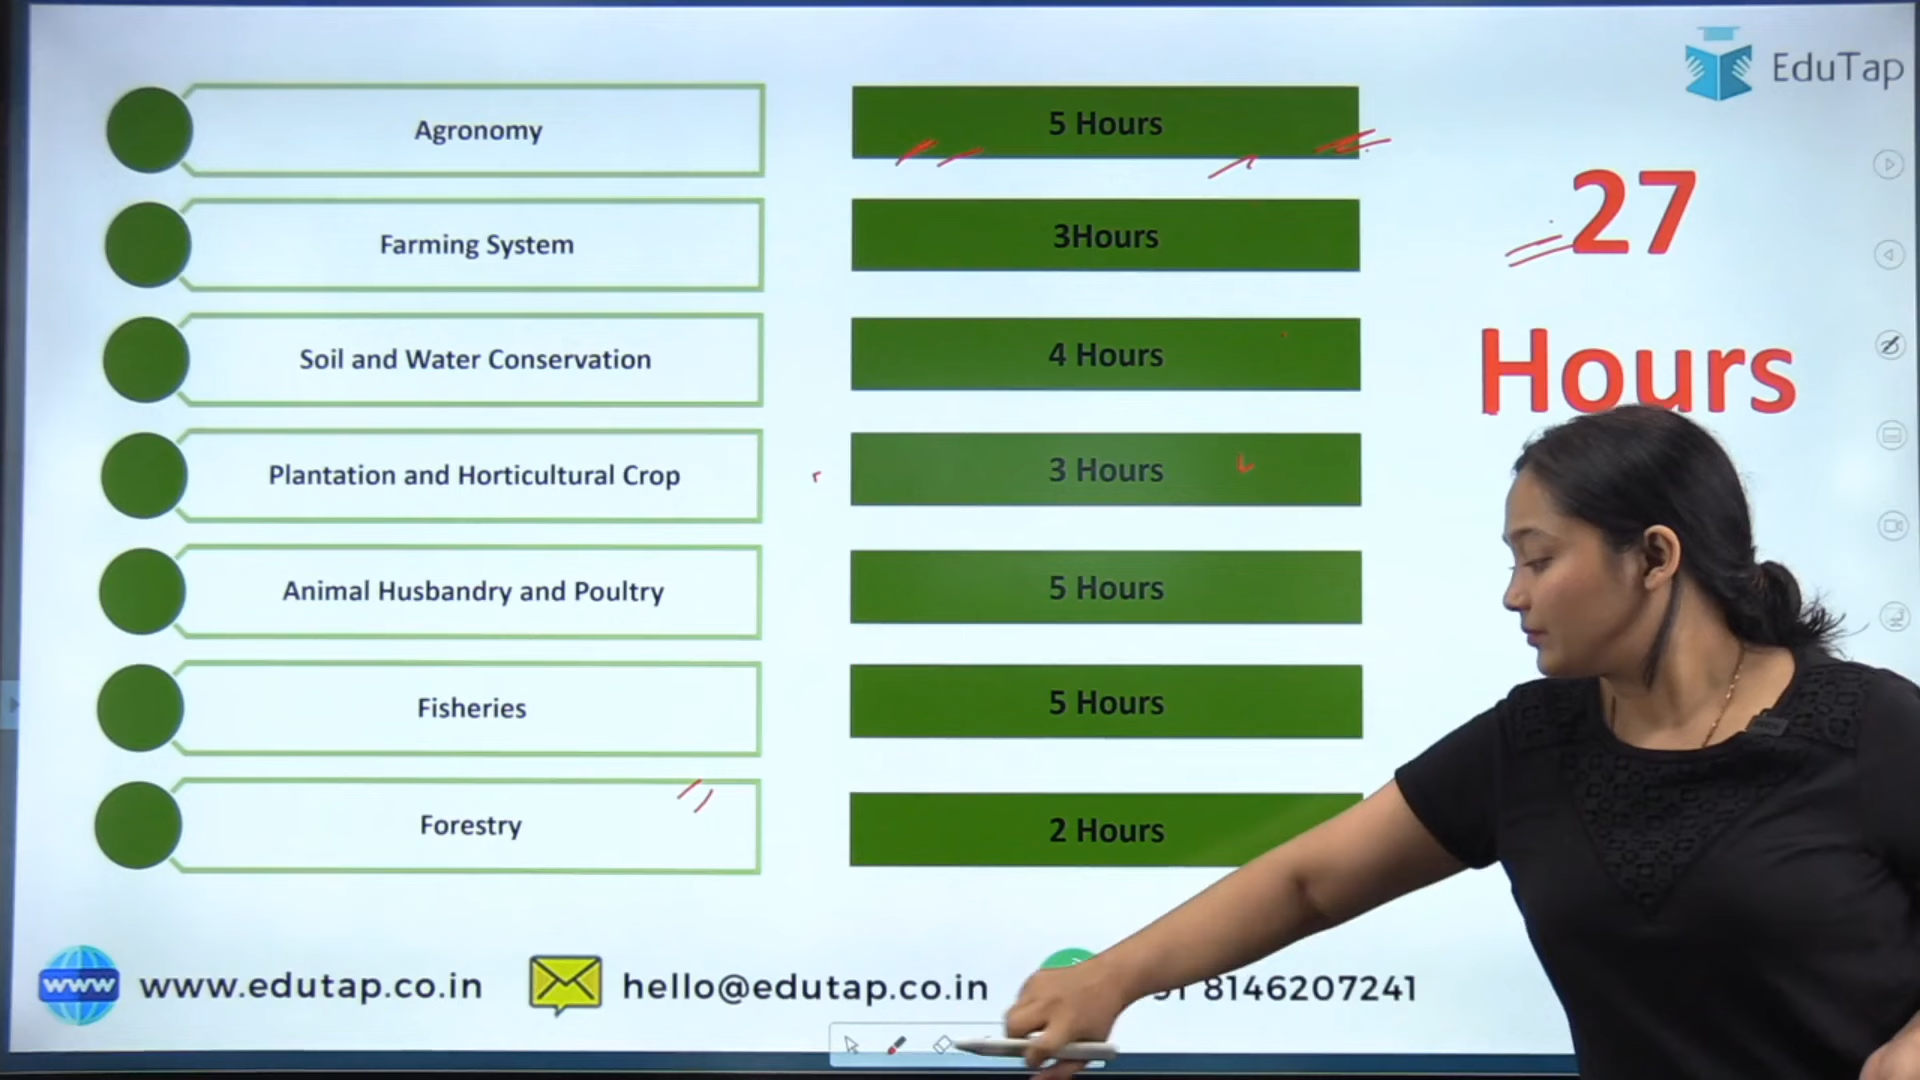 EduTap
Agronomy
5 Hours
Farming System
3Hours
Soil and Water Conservation
4 Hours
Plantation and Horticultural Crop
3 Hours
Animal Husbandry and Poultry
5 Hours
Fisheries
5 Hours
Forestry
2 Hours
27
Hours
www
www.edutap.co.in
hello@edutap.co.in
8146207241